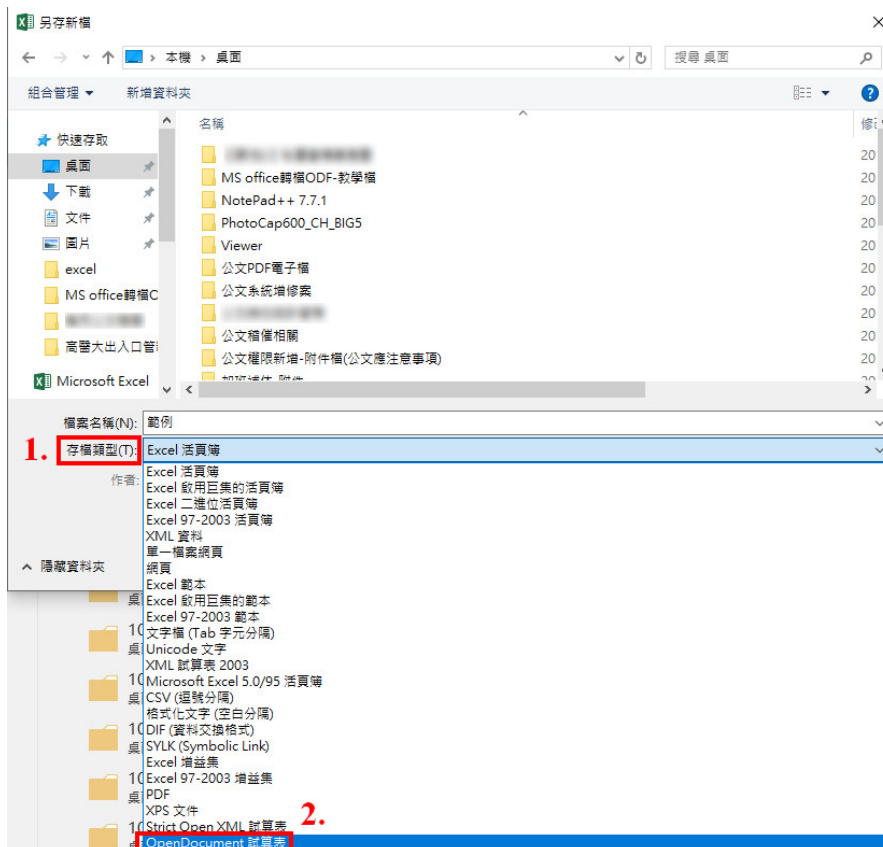 另存新檔
本機 › 桌面
搜尋 桌面
組合管理
新增資料夾
名稱
快速存取
桌面
下載
文件
圖片
excel
MS office轉檔O
高醫大出入口管
Microsoft Excel
MS office轉檔ODF-教學檔
NotePad++ 7.7.1
PhotoCap600_CH_BIG5
Viewer
公文PDF電子檔
公文系統增修案
公文稽催相關
公文權限新增-附件檔(公文應注意事項)
20
20
20
20
20
20
20
20
20
20
檔案名稱(N): 範例
1. 存檔類型(T): Excel 活頁簿
作者:
隱藏資料夾
Excel 活頁簿
Excel 啟用巨集的活頁簿
Excel 二進位活頁簿
Excel 97-2003 活頁簿
XML 資料
單一檔案網頁
網頁
Excel 範本
Excel 啟用巨集的範本
Excel 97-2003 範本
文字檔 (Tab 字元分隔)
Unicode 文字
XML 試算表 2003
Microsoft Excel 5.0/95 活頁簿
CSV (逗號分隔)
格式化文字 (空白分隔)
DIF (資料交換格式)
SYLK (Symbolic Link)
Excel 增益集
Excel 97-2003 增益集
PDF
XPS 文件
Strict Open XML 試算表
2. OpenDocument 試算表